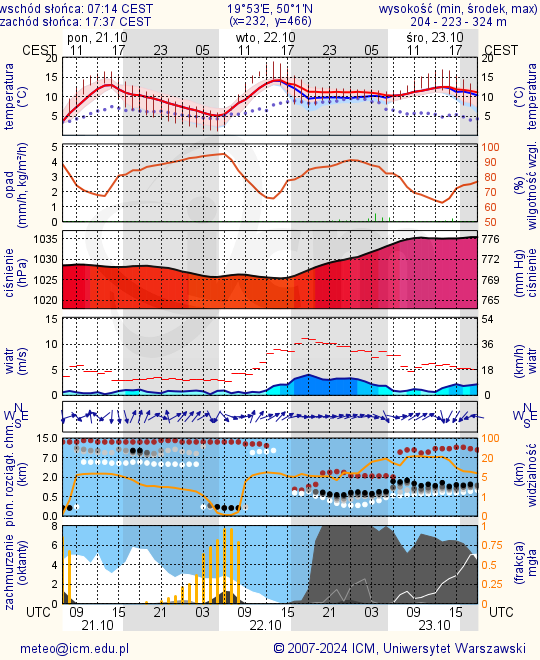 wschód słońca: 07:14 CEST
19°53'E, 50°1'N
wysokość (min, środek, max)
zachód słońca: 17:37 CEST
(x=232, y=466)
204 - 223 - 324 m
pon, 21.10
wto, 22.10
śro, 23.10
CEST 11 17 23 05 11 17 23 05 11 17 CEST
temperatura
(°C)
20
15
10
5
20
15
10
5
temperatura
(°C)
opad
(mm/h, kg/m²/h)
5
4
3
2
1
0
100
90
80
70
60
50
(%)
wilgotność wzgl.
ciśnienie
(hPa)
1035
1030
1025
1020
776
772
769
765
(mm Hg)
ciśnienie
wiatr
(m/s)
15
10
5
0
54
36
18
0
(km/h)
wiatr
N
W E
S
N
W E
S
pion. rozciągł. chm.
(km)
15.0
7.0
2.0
0.5
0.2
0.0
100
20
10
5
1
0
(km)
widzialność
zachmurzenie
(oktanty)
8
6
4
2
0
1
0.75
0.5
0.25
0
(frakcja)
mgła
UTC 09 15 21 03 09 15 21 03 09 15 UTC
21.10
22.10
23.10
meteo@icm.edu.pl
© 2007-2024 ICM, Uniwersytet Warszawski